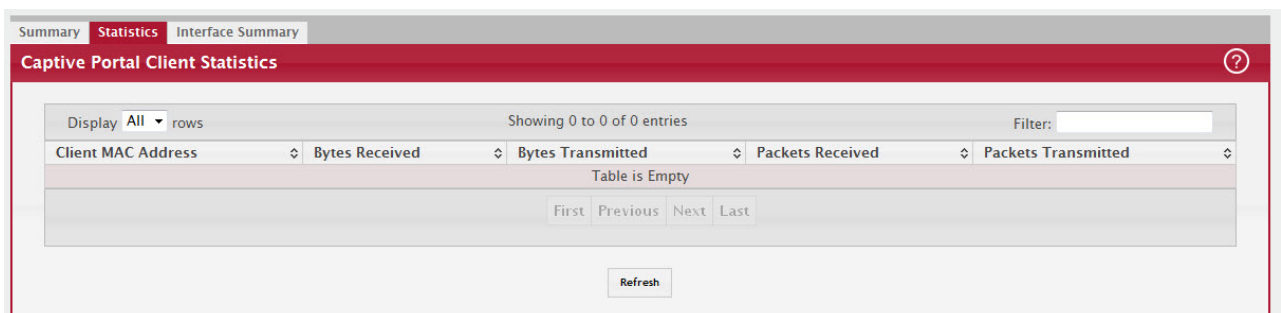 Summary Statistics Interface Summary
Captive Portal Client Statistics ?
Display All rows Showing 0 to 0 of 0 entries Filter:
Client MAC Address Bytes Received Bytes Transmitted Packets Received Packets Transmitted
Table is Empty
First Previous Next Last
Refresh